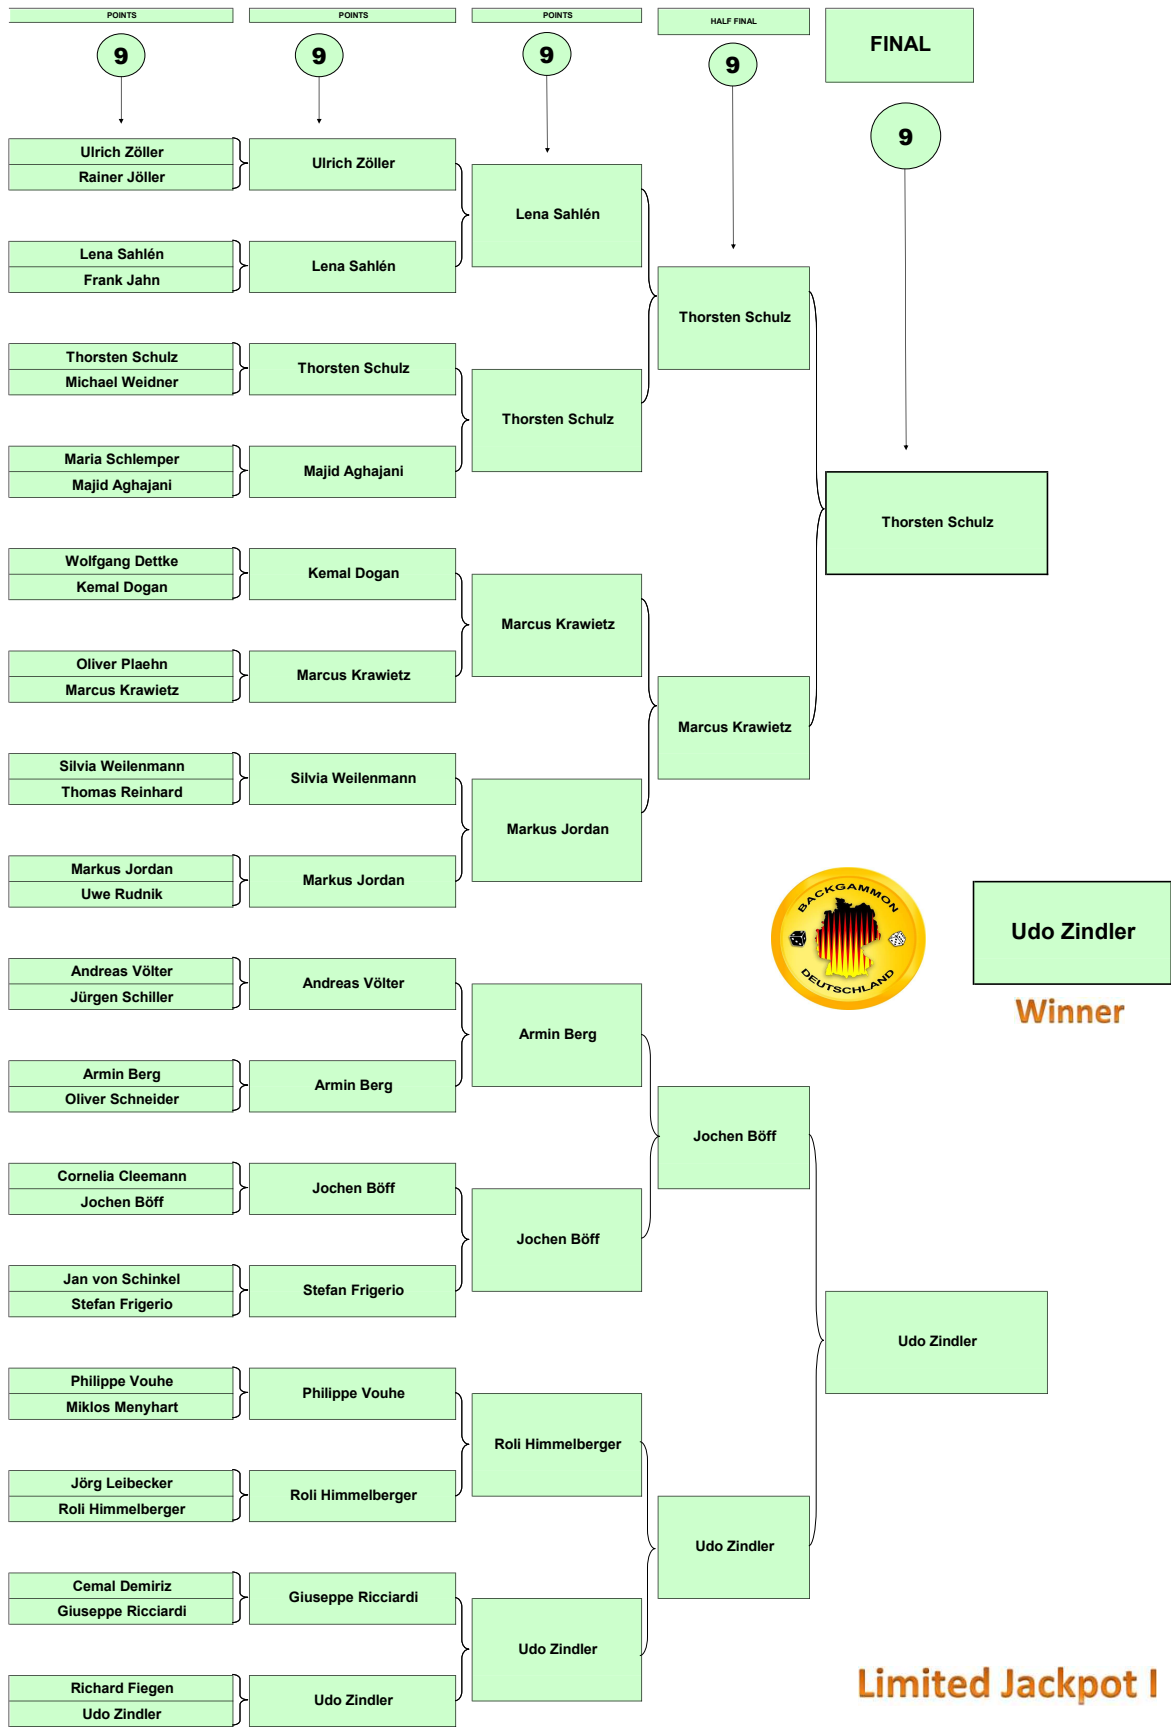 POINTS
POINTS
POINTS
HALF FINAL
FINAL
9
9
9
9
9
Ulrich Zöller
Rainer Jöller
Lena Sahlén
Frank Jahn
Thorsten Schulz
Michael Weidner
Maria Schlemper
Majid Aghajani
Wolfgang Dettke
Kemal Dogan
Oliver Plaehn
Marcus Krawietz
Silvia Weilenmann
Thomas Reinhard
Markus Jordan
Uwe Rudnik
Andreas Völter
Jürgen Schiller
Armin Berg
Oliver Schneider
Cornelia Cleemann
Jochen Böff
Jan von Schinkel
Stefan Frigerio
Philippe Vouhe
Miklos Menyhart
Jörg Leibecker
Roli Himmelberger
Cemal Demiriz
Giuseppe Ricciardi
Richard Fiegen
Udo Zindler
Ulrich Zöller
Lena Sahlén
Thorsten Schulz
Majid Aghajani
Kemal Dogan
Marcus Krawietz
Silvia Weilenmann
Markus Jordan
Andreas Völter
Armin Berg
Jochen Böff
Stefan Frigerio
Philippe Vouhe
Roli Himmelberger
Giuseppe Ricciardi
Udo Zindler
Lena Sahlén
Thorsten Schulz
Marcus Krawietz
Markus Jordan
Armin Berg
Jochen Böff
Roli Himmelberger
Udo Zindler
Thorsten Schulz
Marcus Krawietz
Jochen Böff
Udo Zindler
Thorsten Schulz
Udo Zindler
BACKGAMMON
DEUTSCHLAND
Udo Zindler
Winner
Limited Jackpot I